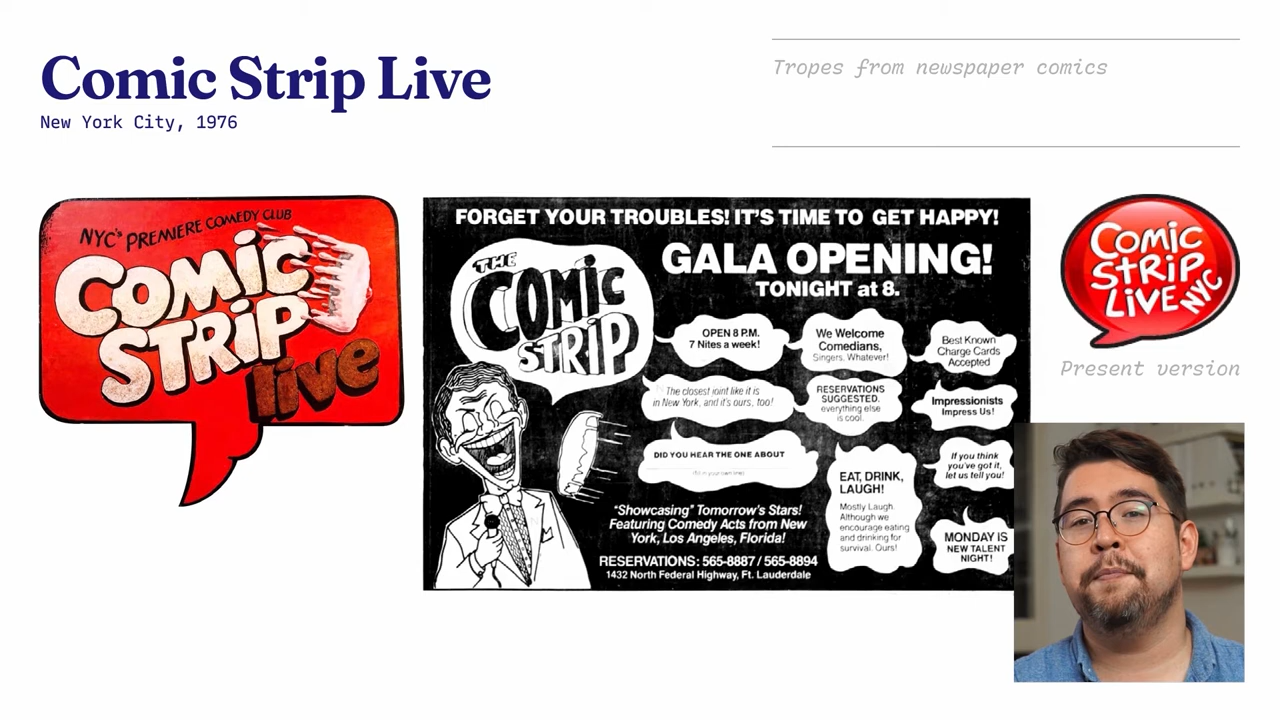 Comic Strip Live
New York City, 1976
Tropes from newspaper comics
NYC's PREMIERE COMEDY CLUB
COMIC
STRIP
live
FORGET YOUR TROUBLES! IT'S TIME TO GET HAPPY!
GALA OPENING!
TONIGHT at 8.
THE
COMIC
STRIP
OPEN 8 P.M.
7 Nites a week!
We Welcome
Comedians,
Singers, Whatever!
Best Known
Charge Cards
Accepted
The closest joint like it is
in New York, and it's ours, too!
RESERVATIONS
SUGGESTED.
everything else
is cool.
Impressionists
Impress Us!
DID YOU HEAR THE ONE ABOUT
(fill in your own line)
EAT, DRINK,
LAUGH!
Mostly Laugh.
Although we
encourage eating
and drinking for
survival. Ours!
If you think
you've got it,
let us tell you!
MONDAY IS
NEW TALENT
NIGHT!
"Showcasing" Tomorrow's Stars!
Featuring Comedy Acts from New
York, Los Angeles, Florida!
RESERVATIONS: 565-8887 / 565-8894
1432 North Federal Highway, Ft. Lauderdale
COMIC
STRIP
LIVE NYC
Present version